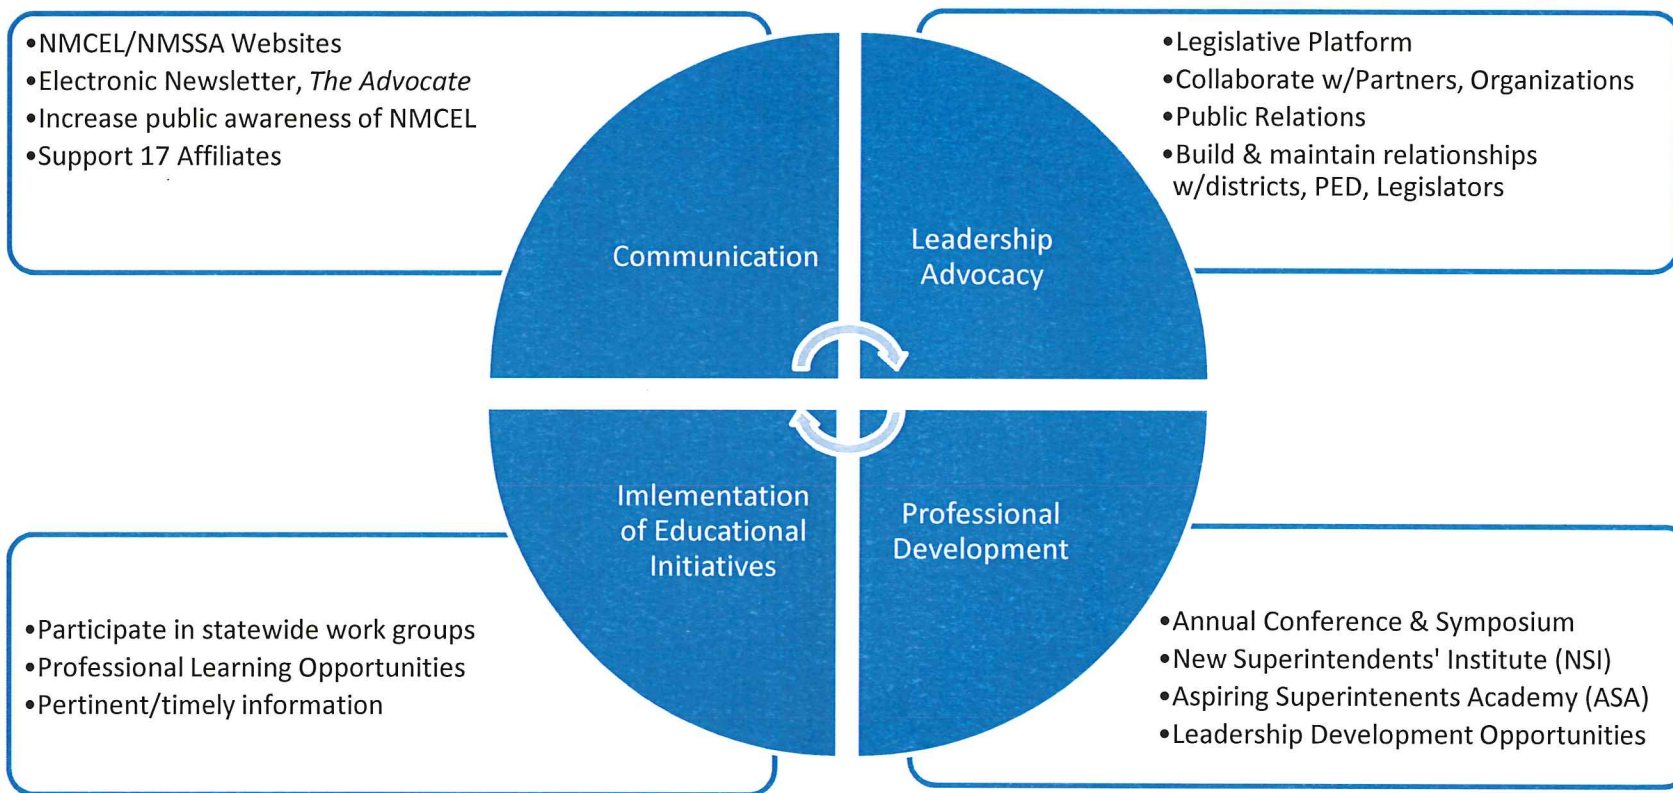 •NMCEL/NMSSA Websites
•Electronic Newsletter, The Advocate
•Increase public awareness of NMCEL
•Support 17 Affiliates
•Legislative Platform
•Collaborate w/Partners, Organizations
•Public Relations
•Build & maintain relationships
w/districts, PED, Legislators
Communication
Leadership
Advocacy
Imlementation
of Educational
Initiatives
Professional
Development
•Participate in statewide work groups
•Professional Learning Opportunities
•Pertinent/timely information
•Annual Conference & Symposium
•New Superintendents' Institute (NSI)
•Aspiring Superintenents Academy (ASA)
•Leadership Development Opportunities